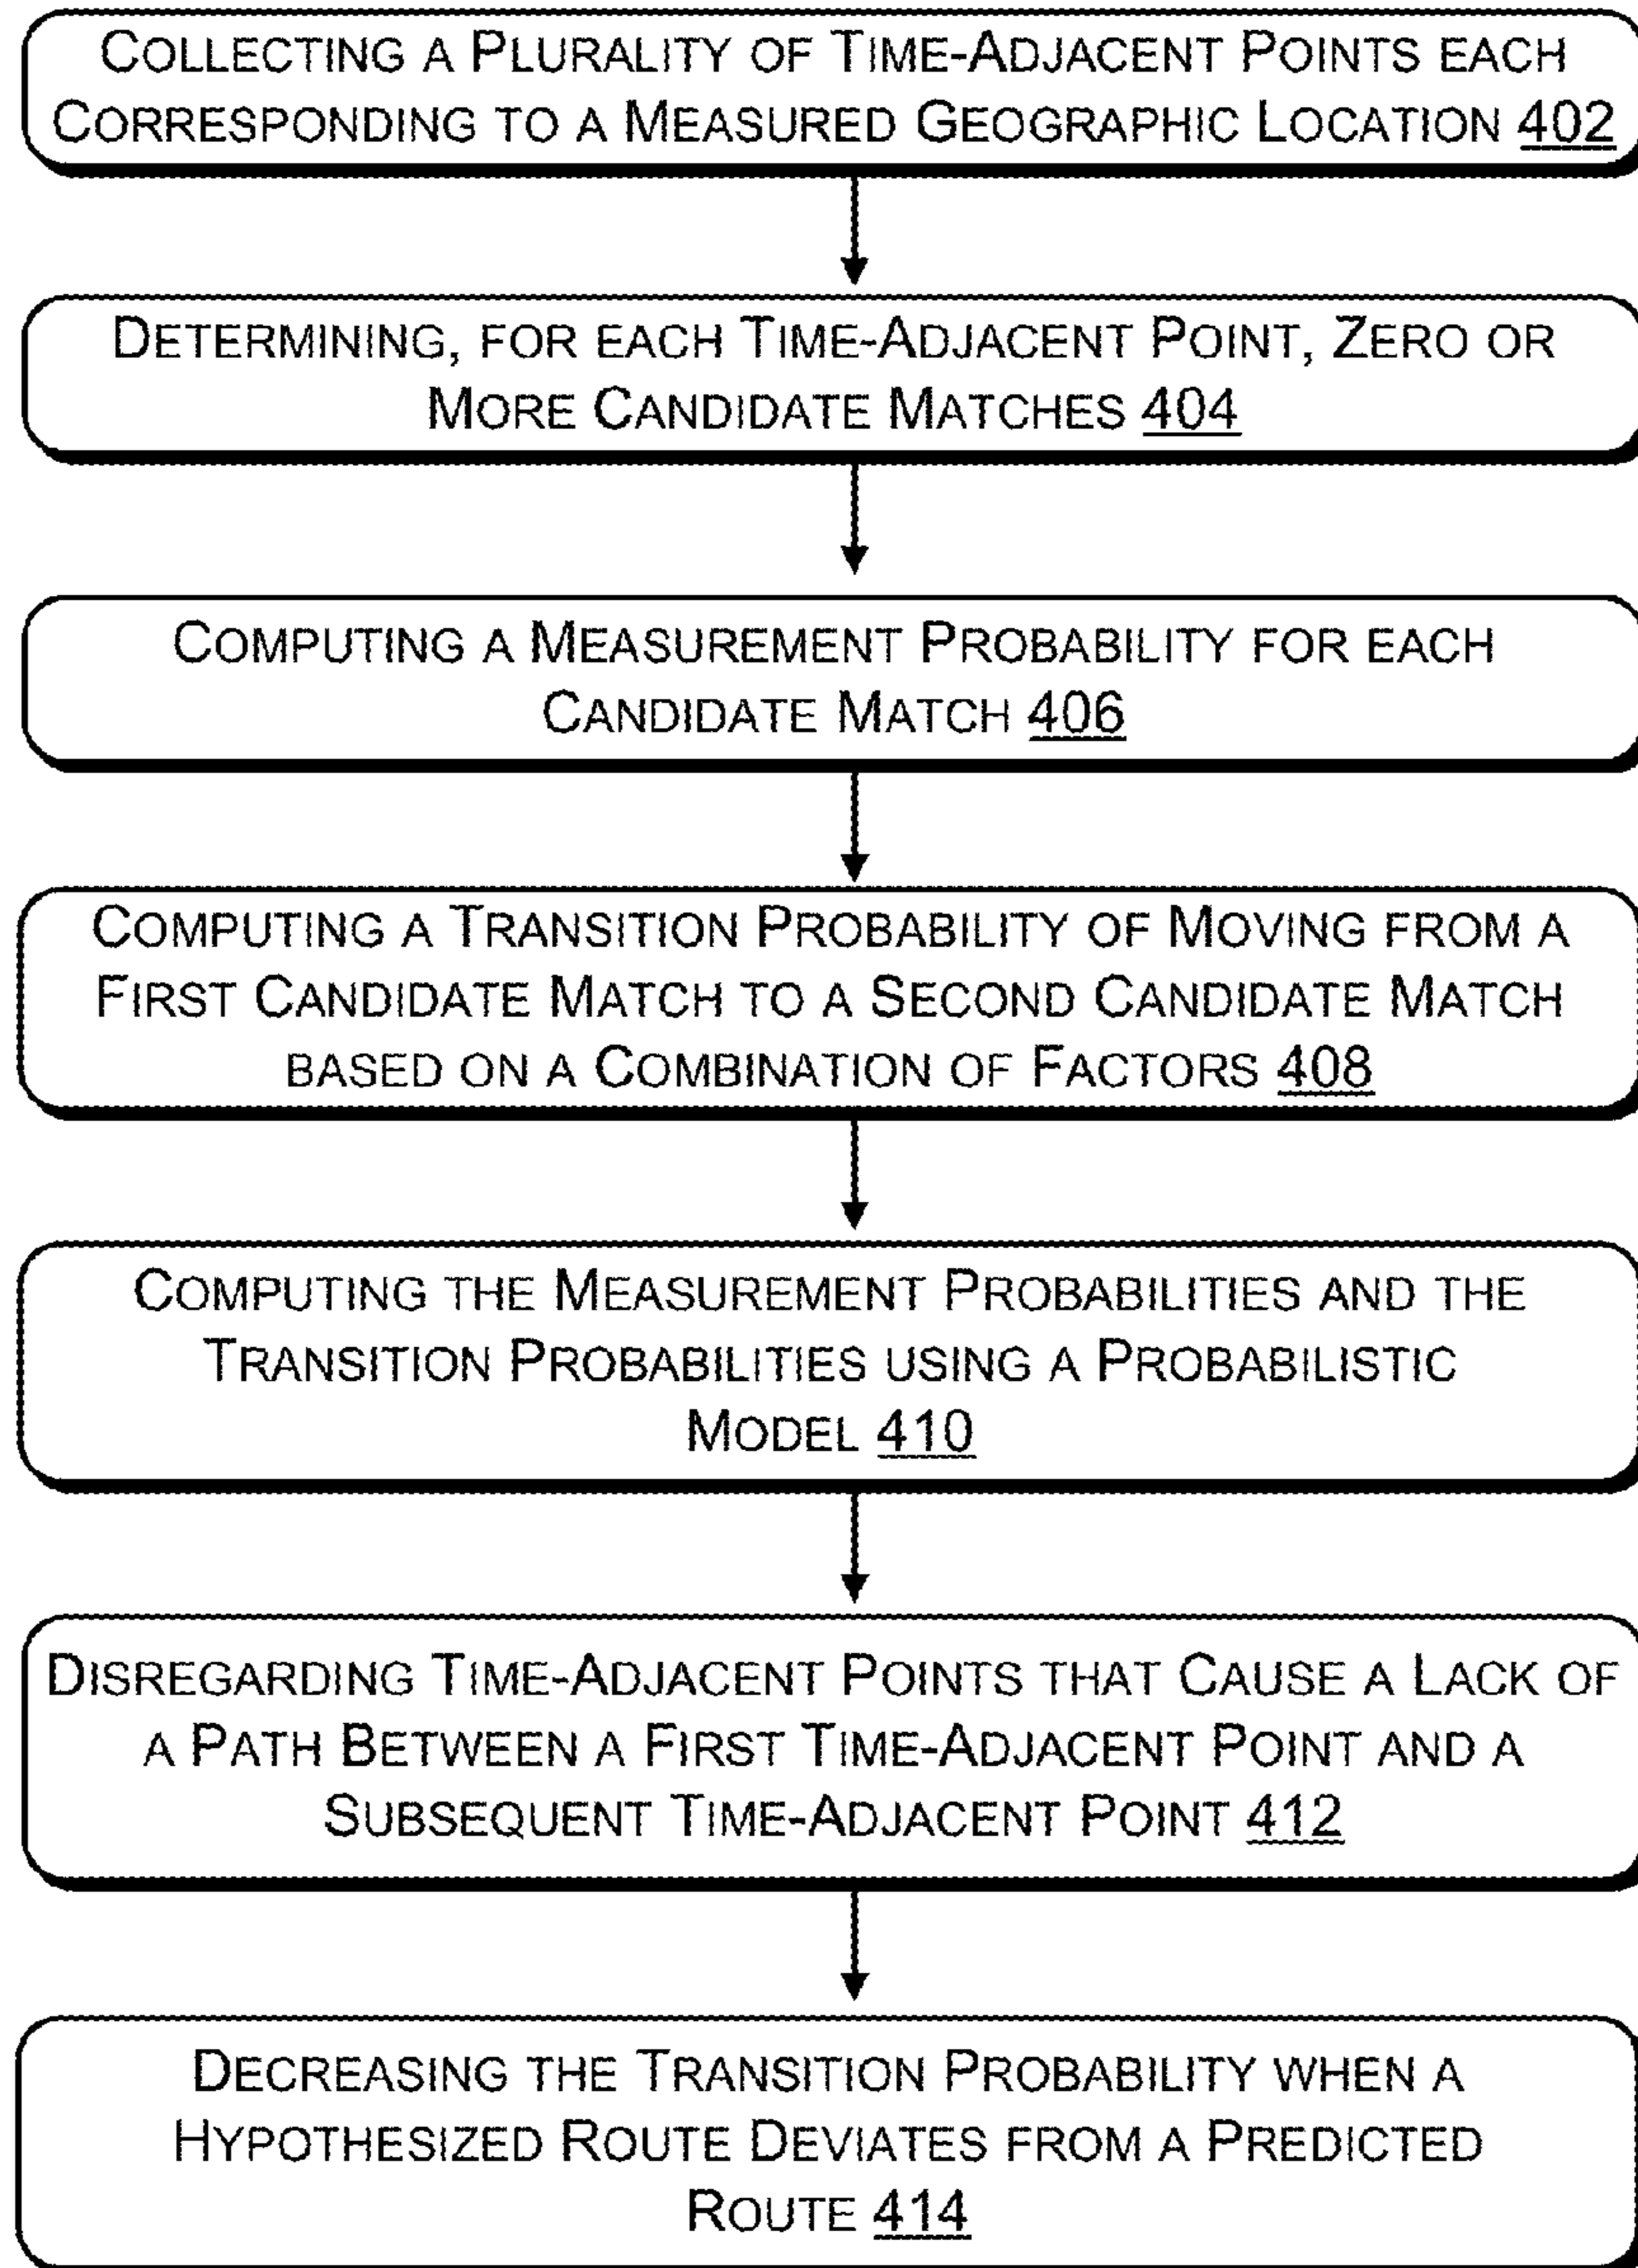 COLLECTING A PLURALITY OF TIME-ADJACENT POINTS EACH
CORRESPONDING TO A MEASURED GEOGRAPHIC LOCATION 402
DETERMINING, FOR EACH TIME-ADJACENT POINT, ZERO OR
MORE CANDIDATE MATCHES 404
COMPUTING A MEASUREMENT PROBABILITY FOR EACH
CANDIDATE MATCH 406
COMPUTING A TRANSITION PROBABILITY OF MOVING FROM A
FIRST CANDIDATE MATCH TO A SECOND CANDIDATE MATCH
BASED ON A COMBINATION OF FACTORS 408
COMPUTING THE MEASUREMENT PROBABILITIES AND THE
TRANSITION PROBABILITIES USING A PROBABILISTIC
MODEL 410
DISREGARDING TIME-ADJACENT POINTS THAT CAUSE A LACK OF
A PATH BETWEEN A FIRST TIME-ADJACENT POINT AND A
SUBSEQUENT TIME-ADJACENT POINT 412
DECREASING THE TRANSITION PROBABILITY WHEN A
HYPOTHESIZED ROUTE DEVIATES FROM A PREDICTED
ROUTE 414